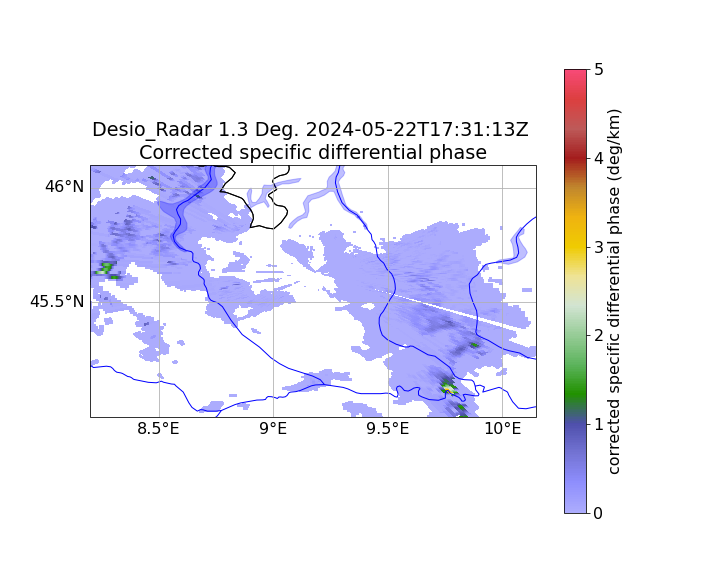 Desio_Radar 1.3 Deg. 2024-05-22T17:31:13Z
Corrected specific differential phase
46°N
45.5°N
8.5°E
9°E
9.5°E
10°E
5
4
3
2
1
0
corrected specific differential phase (deg/km)